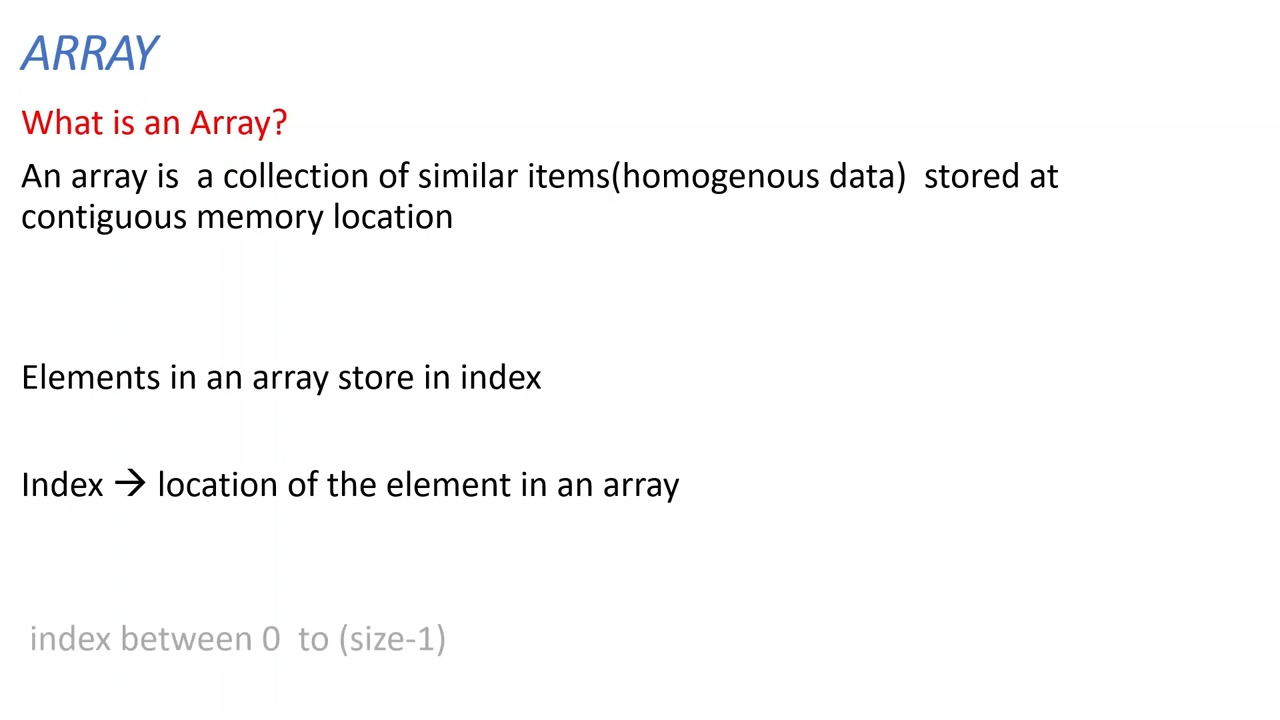 ARRAY
What is an Array?
An array is  a collection of similar items(homogenous data)  stored at
contiguous memory location
Elements in an array store in index
Index → location of the element in an array
index between 0  to (size-1)